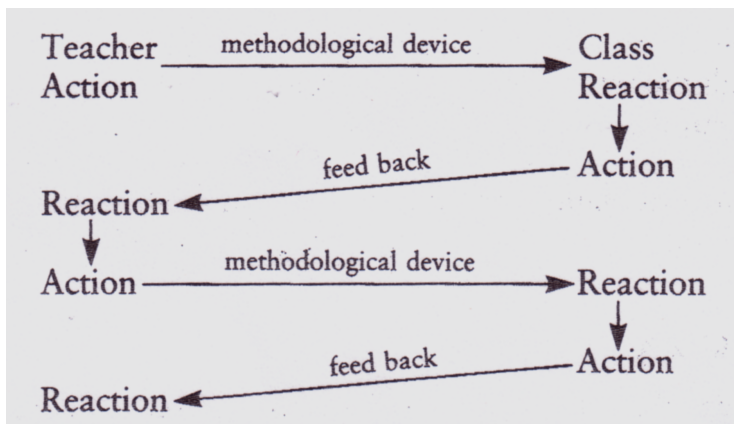 Teacher methodological device Class
Action Reaction
feed back Action
Reaction
Action methodological device Reaction
feed back Action
Reaction